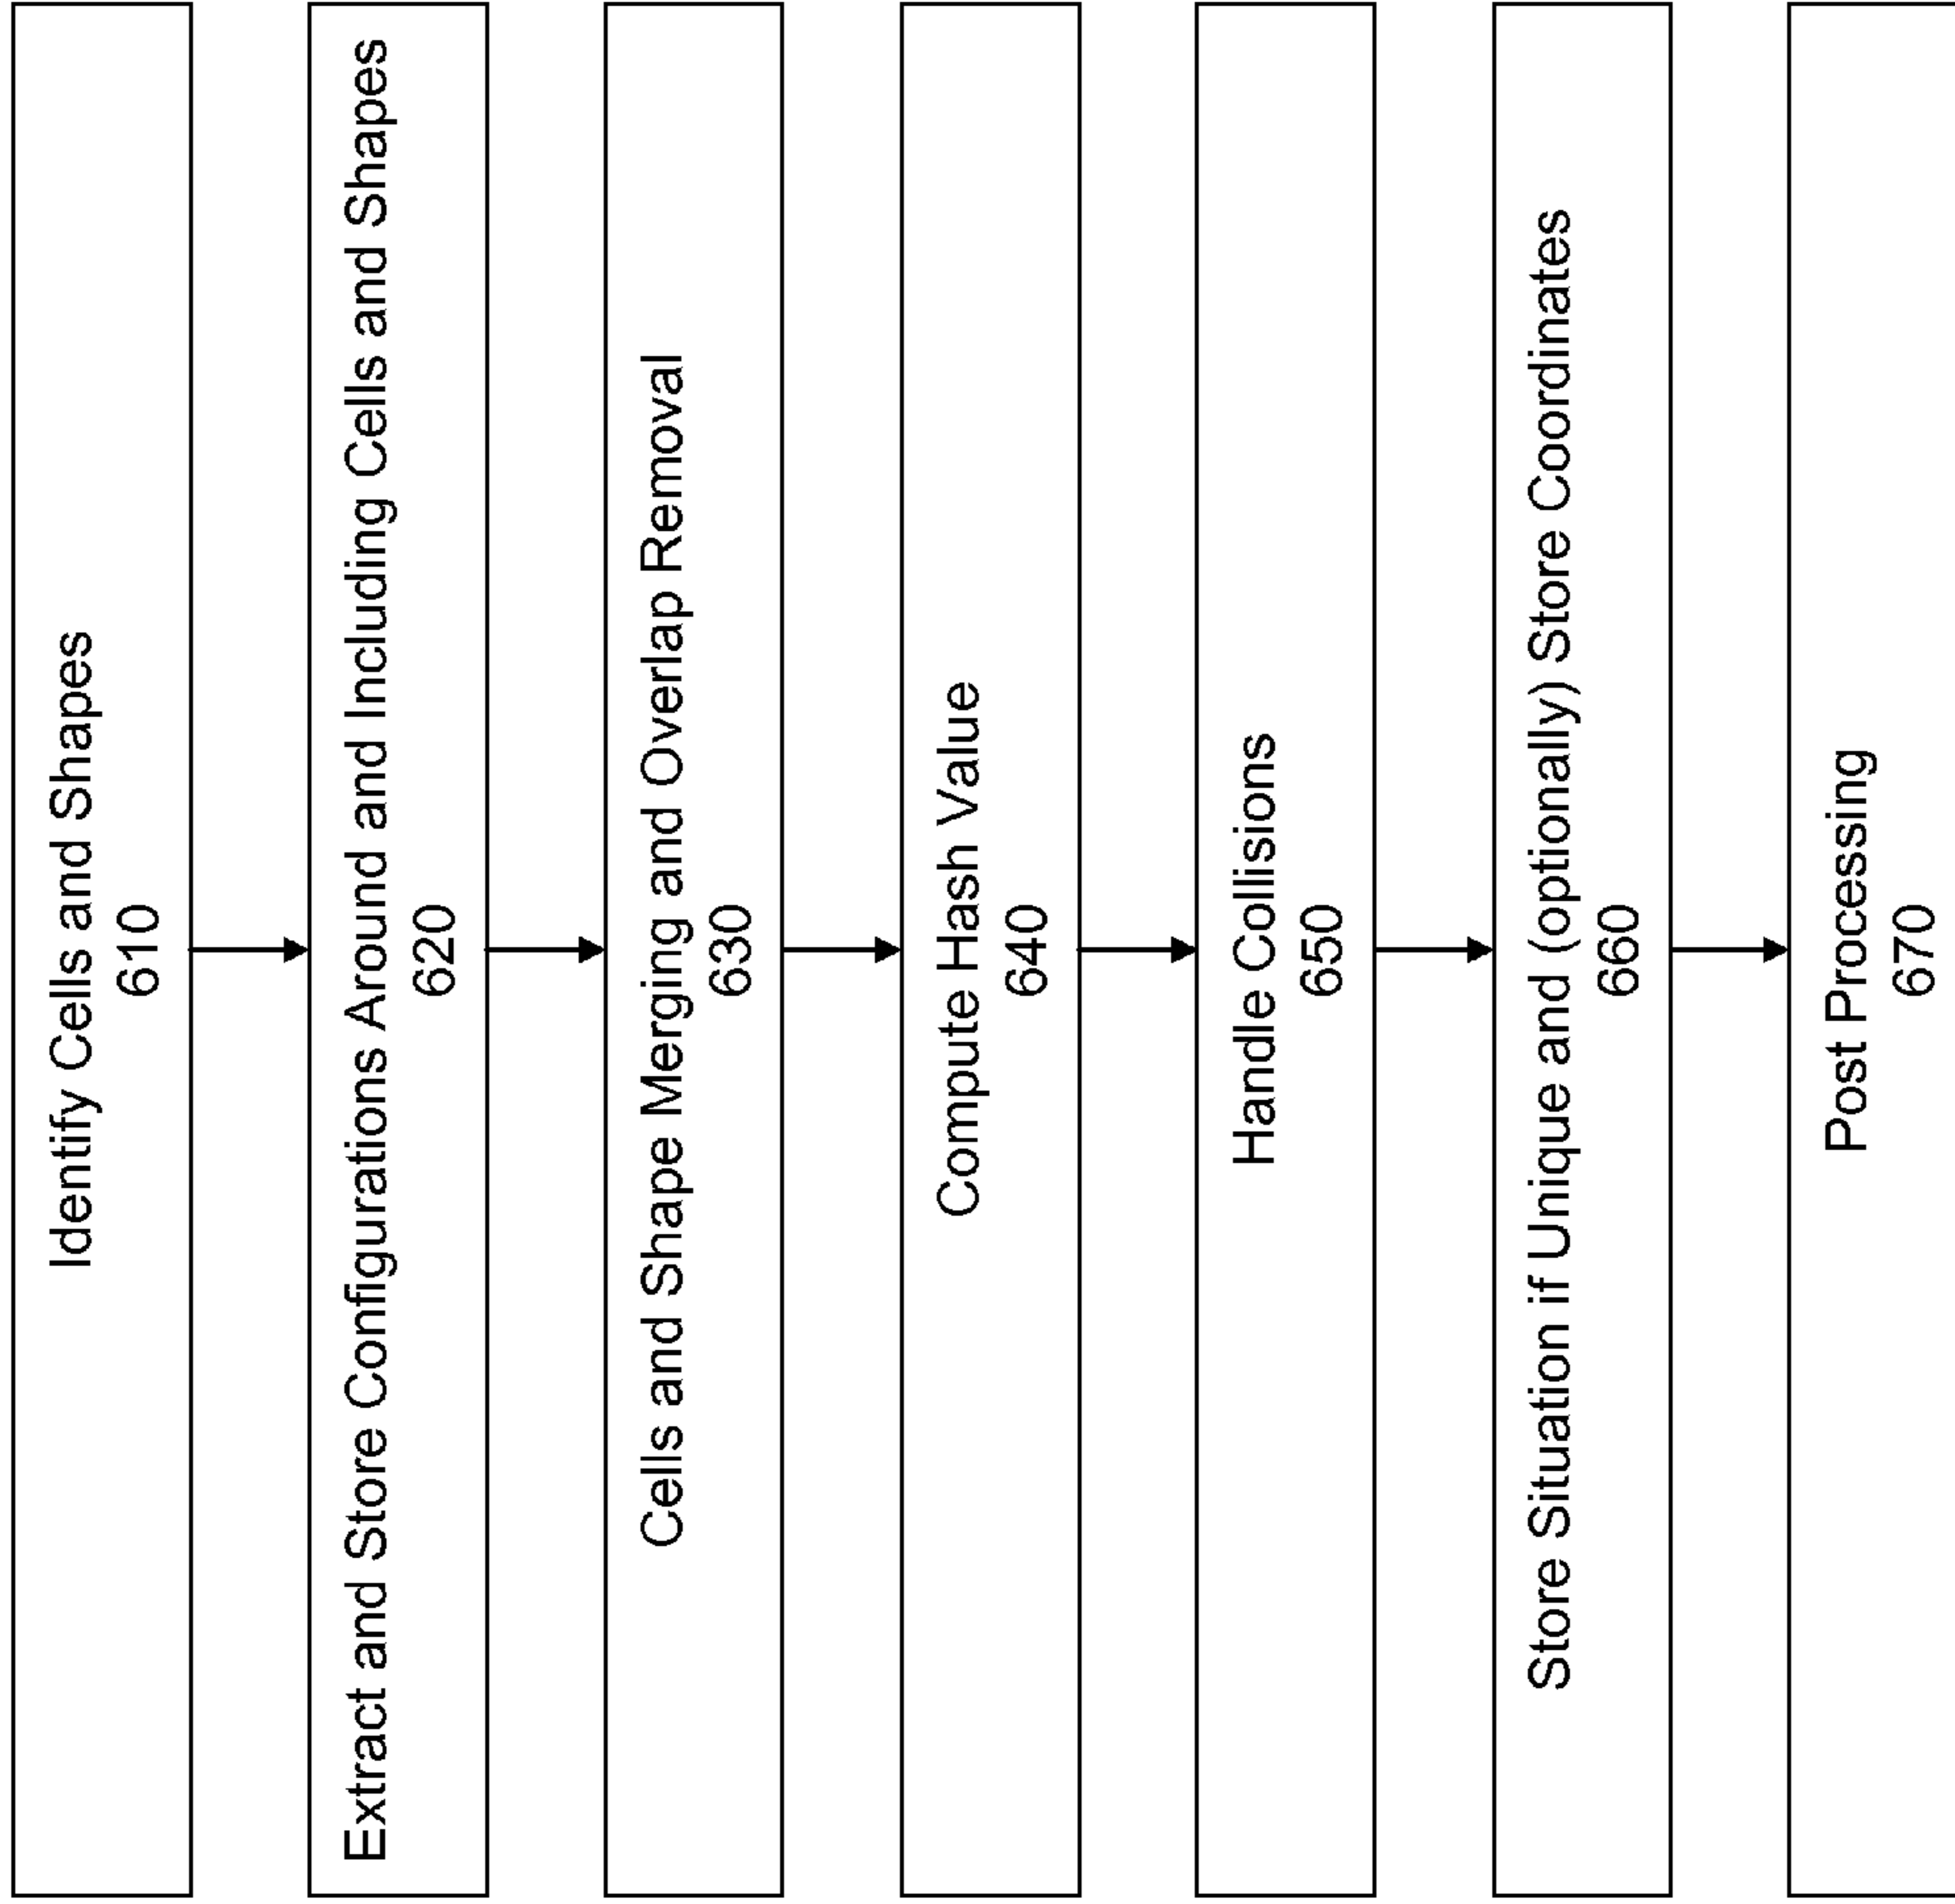 Identify Cells and Shapes
610
Extract and Store Configurations Around and Including Cells and Shapes
620
Cells and Shape Merging and Overlap Removal
630
Compute Hash Value
640
Handle Collisions
650
Store Situation if Unique and (optionally) Store Coordinates
660
Post Processing
670